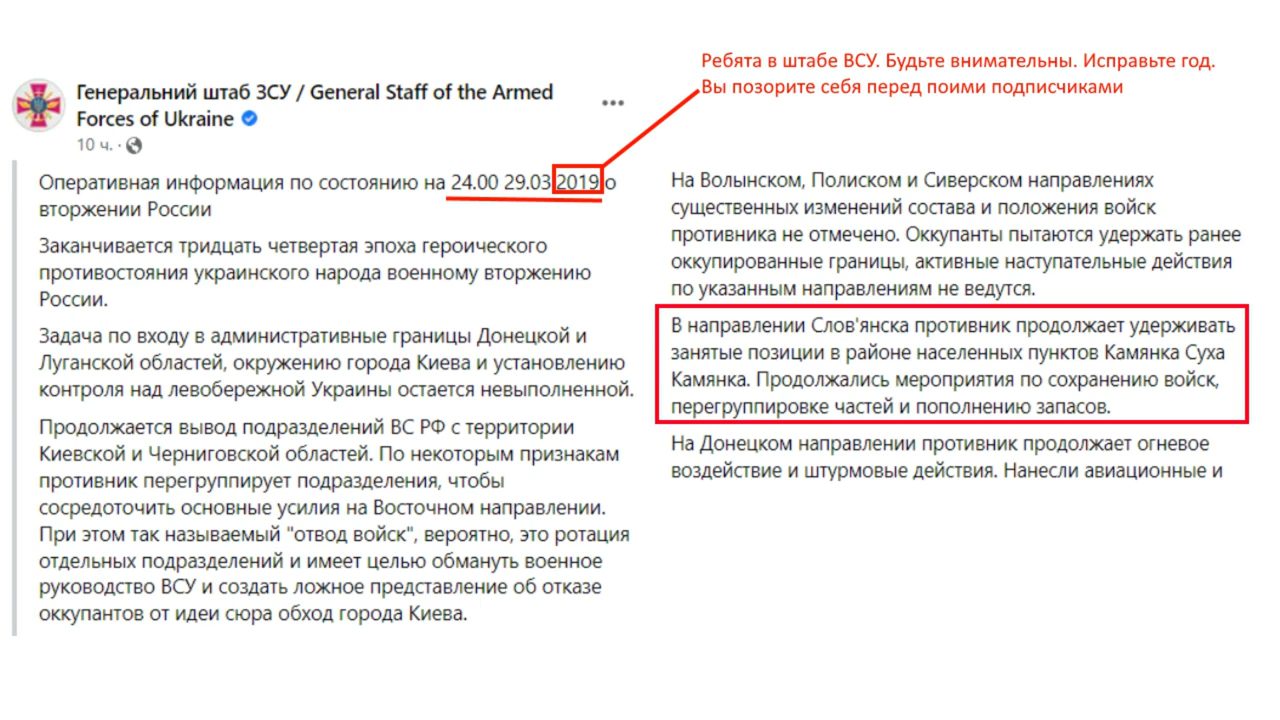 Ребята в штабе ВСУ. Будьте внимательны. Исправьте год.
Вы позорите себя перед поими подписчиками
Генеральний штаб ЗСУ / General Staff of the Armed
Forces of Ukraine
10 ч. ·
Оперативная информация по состоянию на 24.00 29.03 2019 о
вторжении России
Заканчивается тридцать четвертая эпоха героического
противостояния украинского народа военному вторжению
России.
Задача по входу в административные границы Донецкой и
Луганской областей, окружению города Киева и установлению
контроля над левобережной Украины остается невыполненной.
Продолжается вывод подразделений ВС РФ с территории
Киевской и Черниговской областей. По некоторым признакам
противник перегруппирует подразделения, чтобы
сосредоточить основные усилия на Восточном направлении.
При этом так называемый "отвод войск", вероятно, это ротация
отдельных подразделений и имеет целью обмануть военное
руководство ВСУ и создать ложное представление об отказе
оккупантов от идеи сюра обход города Киева.
На Волынском, Полиском и Сиверском направлениях
существенных изменений состава и положения войск
противника не отмечено. Оккупанты пытаются удержать ранее
оккупированные границы, активные наступательные действия
по указанным направлениям не ведутся.
В направлении Слов'янска противник продолжает удерживать
занятые позиции в районе населенных пунктов Камянка Суха
Камянка. Продолжались мероприятия по сохранению войск,
перегруппировке частей и пополнению запасов.
На Донецком направлении противник продолжает огневое
воздействие и штурмовые действия. Нанесли авиационные и